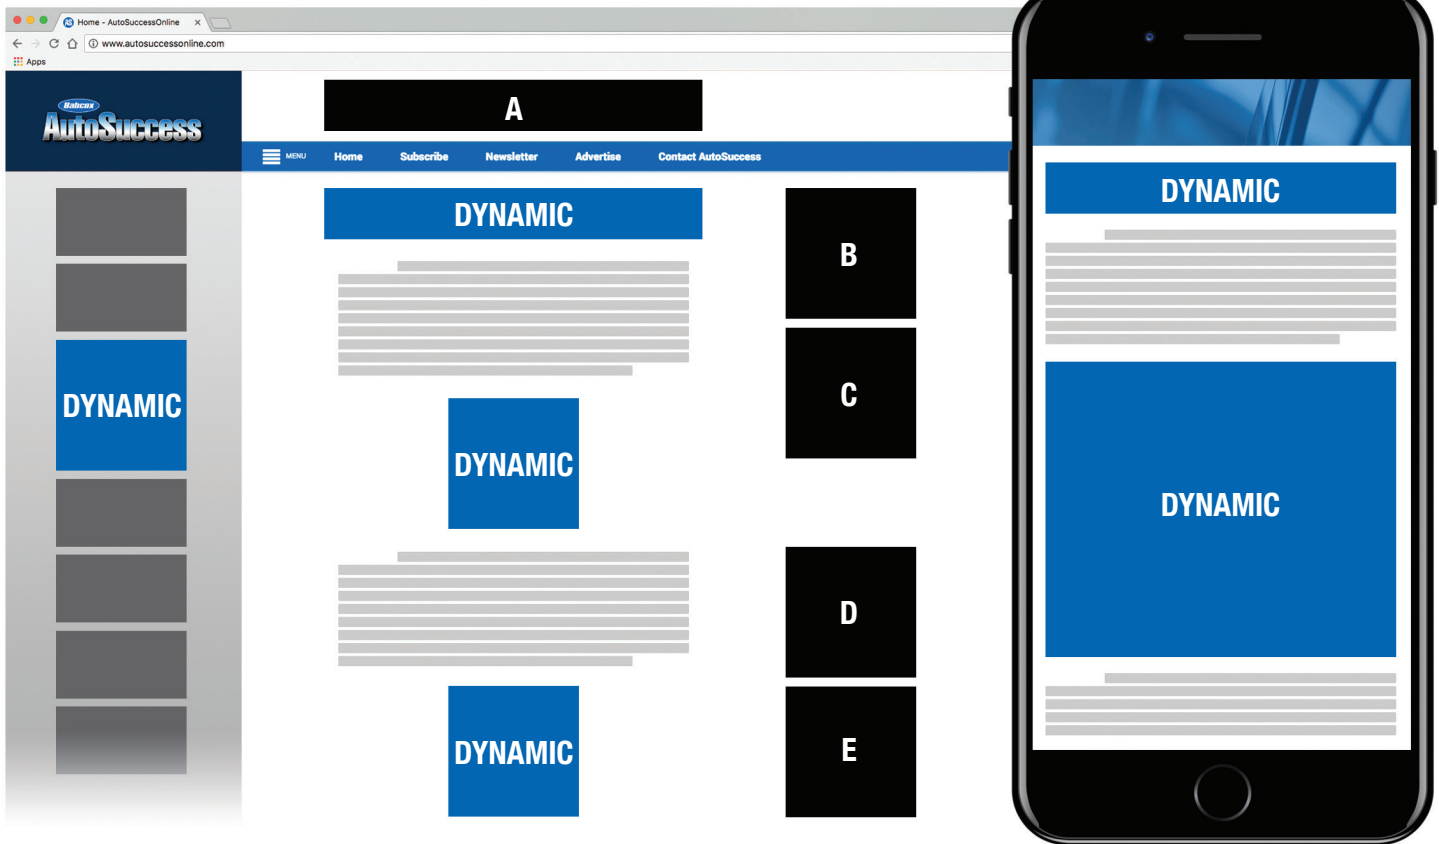 AS Home - AutoSuccessOnline x
www.autosuccessonline.com
Apps
Babcox
AutoSuccess
A
MENU Home Subscribe Newsletter Advertise Contact AutoSuccess
DYNAMIC
B
C
DYNAMIC
DYNAMIC
D
E
DYNAMIC
DYNAMIC
DYNAMIC